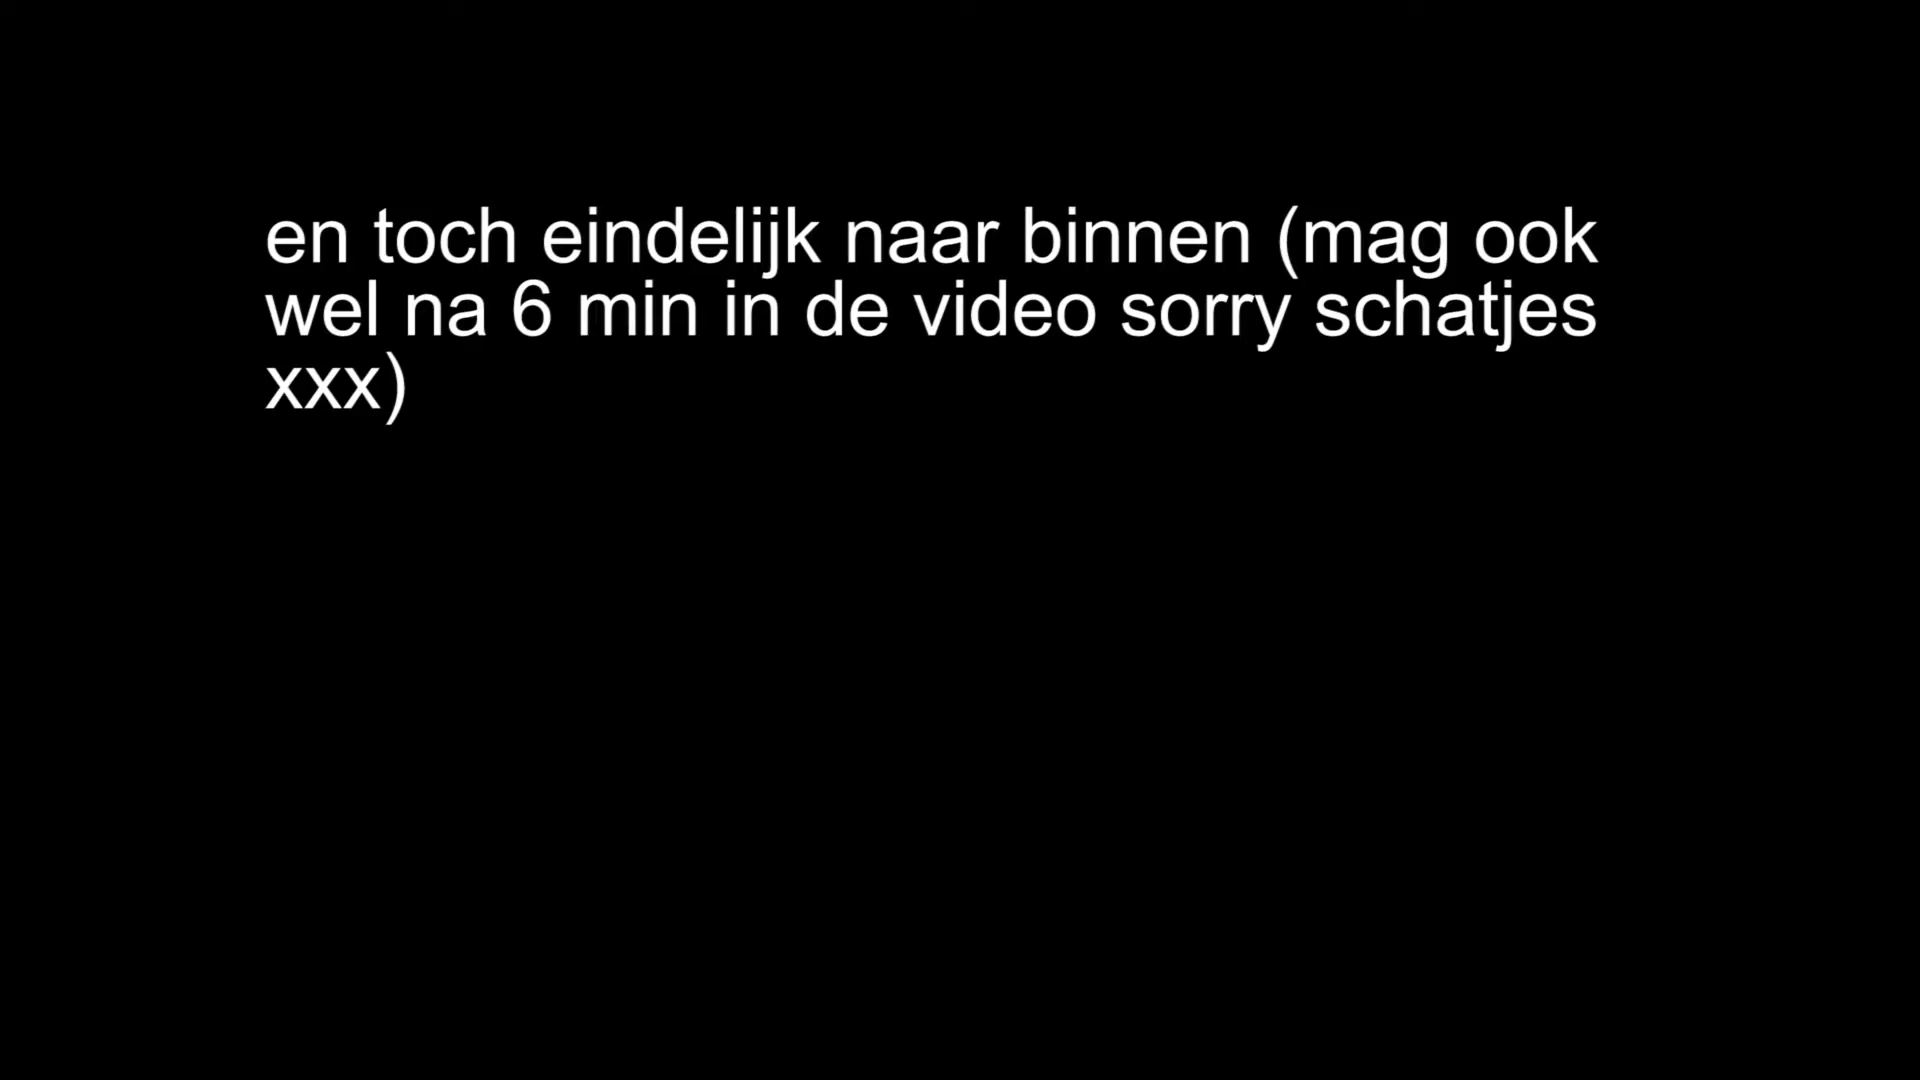 en toch eindelijk naar binnen (mag ook
wel na 6 min in de video sorry schatjes
xxx)